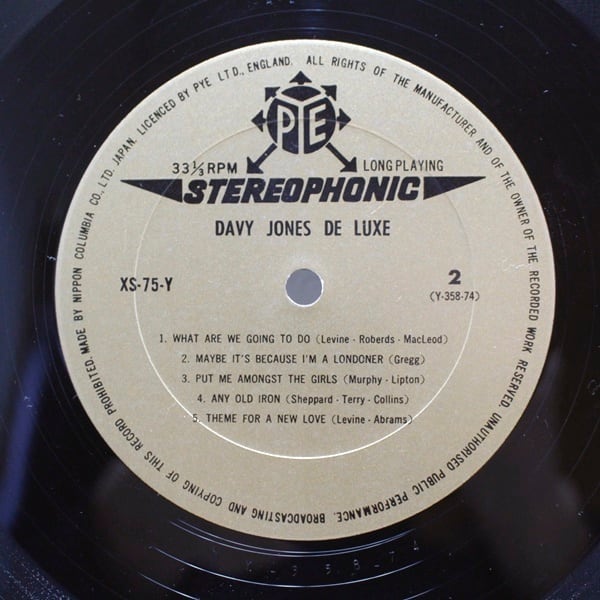 MADE BY NIPPON COLUMBIA CO., LTD. JAPAN. LICENCED BY PYE LTD., ENGLAND. ALL RIGHTS OF THE MANUFACTURER AND OF THE OWNER OF THE RECORDED WORK RESERVED. UNAUTHORISED PUBLIC PERFORMANCE. BROADCASTING AND COPYING OF THIS RECORD PROHIBITED.
PYE
33⅓ RPM LONG PLAYING
STEREOPHONIC
DAVY JONES DE LUXE
XS-75-Y 2
(Y-358-74)
1. WHAT ARE WE GOING TO DO (Levine - Roberds - MacLeod)
2. MAYBE IT'S BECAUSE I'M A LONDONER (Gregg)
3. PUT ME AMONGST THE GIRLS (Murphy - Lipton)
4. ANY OLD IRON (Sheppard - Terry - Collins)
5. THEME FOR A NEW LOVE (Levine - Abrams)